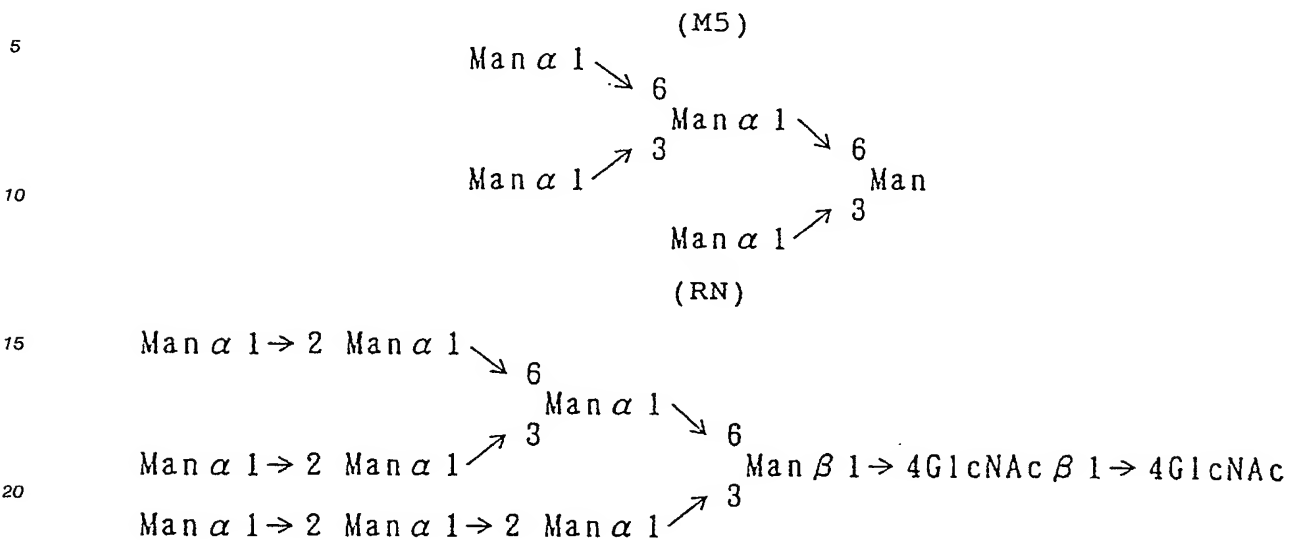 (M5)
5
Man α 1
6
Man α 1
3
6
Man α 1
Man
10
3
Man α 1
(RN)
15
Man α 1→ 2 Man α 1
6
Man α 1
3
6
Man α 1→ 2 Man α 1
Man β 1→ 4GlcNAc β 1→ 4GlcNAc
20
3
Man α 1→ 2 Man α 1→ 2 Man α 1